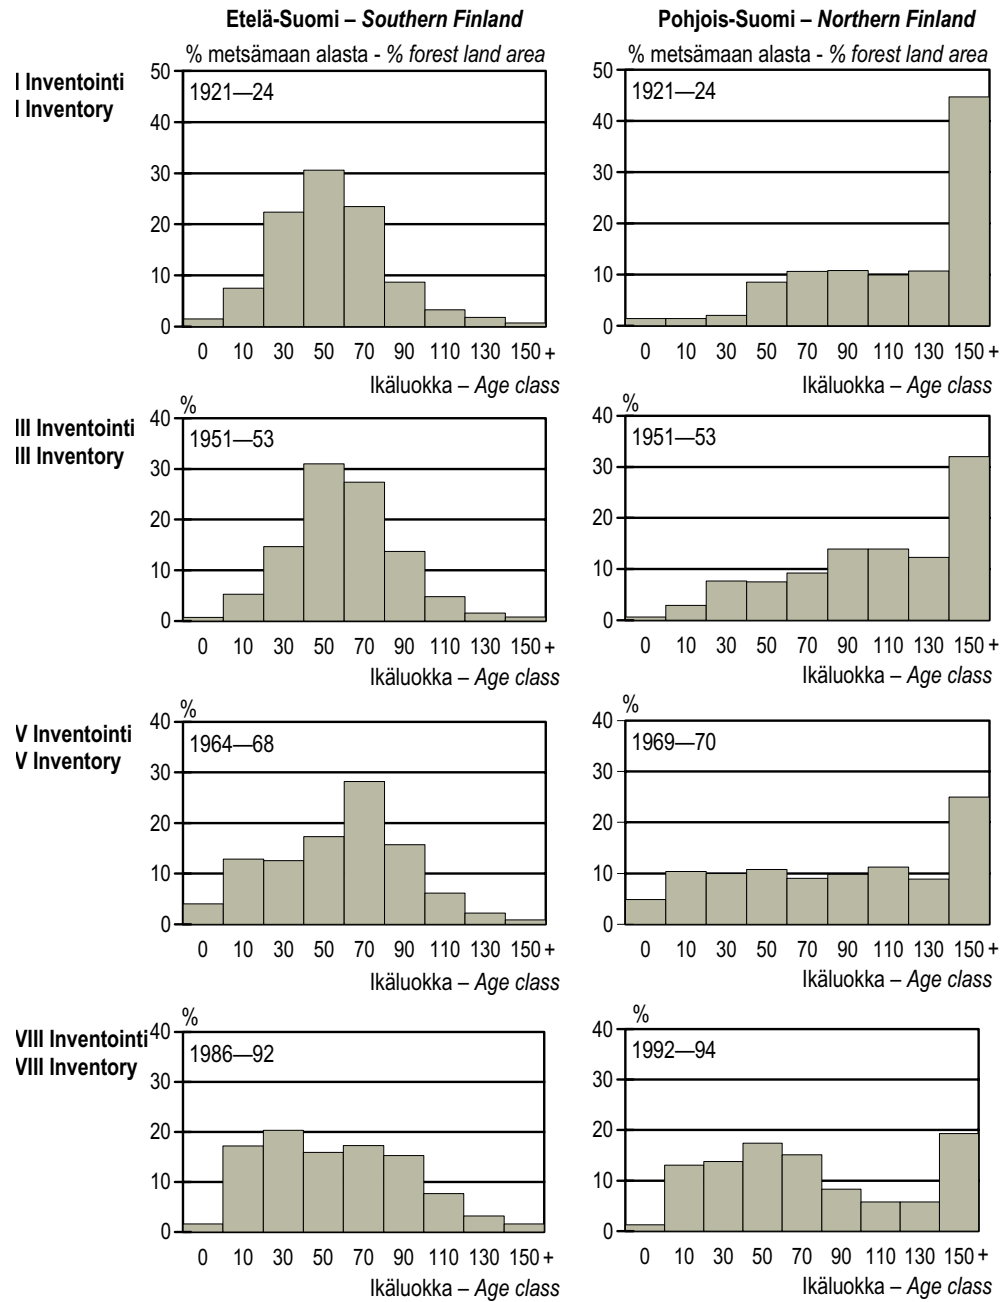 Etelä-Suomi – Southern Finland
Pohjois-Suomi – Northern Finland
% metsämaan alasta - % forest land area
% metsämaan alasta - % forest land area
I Inventointi
I Inventory
50
40
30
20
10
0
1921—24
0 10 30 50 70 90 110 130 150 +
Ikäluokka – Age class
50
40
30
20
10
0
1921—24
0 10 30 50 70 90 110 130 150 +
Ikäluokka – Age class
III Inventointi
III Inventory
%
40
30
20
10
0
1951—53
0 10 30 50 70 90 110 130 150 +
Ikäluokka – Age class
%
40
30
20
10
0
1951—53
0 10 30 50 70 90 110 130 150 +
Ikäluokka – Age class
V Inventointi
V Inventory
%
40
30
20
10
0
1964—68
0 10 30 50 70 90 110 130 150 +
Ikäluokka – Age class
%
40
30
20
10
0
1969—70
0 10 30 50 70 90 110 130 150 +
Ikäluokka – Age class
VIII Inventointi
VIII Inventory
%
40
30
20
10
0
1986—92
0 10 30 50 70 90 110 130 150 +
Ikäluokka – Age class
%
40
30
20
10
0
1992—94
0 10 30 50 70 90 110 130 150 +
Ikäluokka – Age class